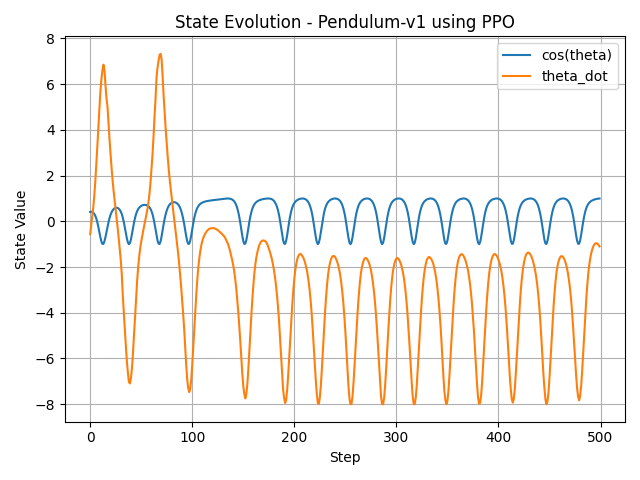 State Evolution - Pendulum-v1 using PPO
cos(theta)
theta_dot
State Value
8
6
4
2
0
−2
−4
−6
−8
0 100 200 300 400 500
Step